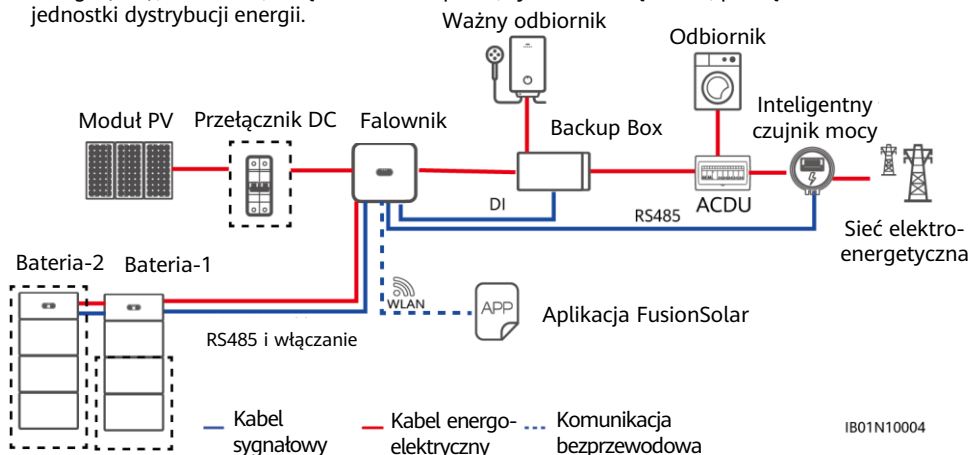 jednostki dystrybucji energii.
Ważny odbiornik
Odbiornik
Moduł PV
Przełącznik DC
Falownik
Backup Box
Inteligentny
czujnik mocy
DI
RS485
ACDU
Sieć elektro-
energetyczna
Bateria-2
Bateria-1
WLAN
APP
Aplikacja FusionSolar
RS485 i włączanie
Kabel
sygnałowy
Kabel energo-
elektryczny
Komunikacja
bezprzewodowa
IB01N10004